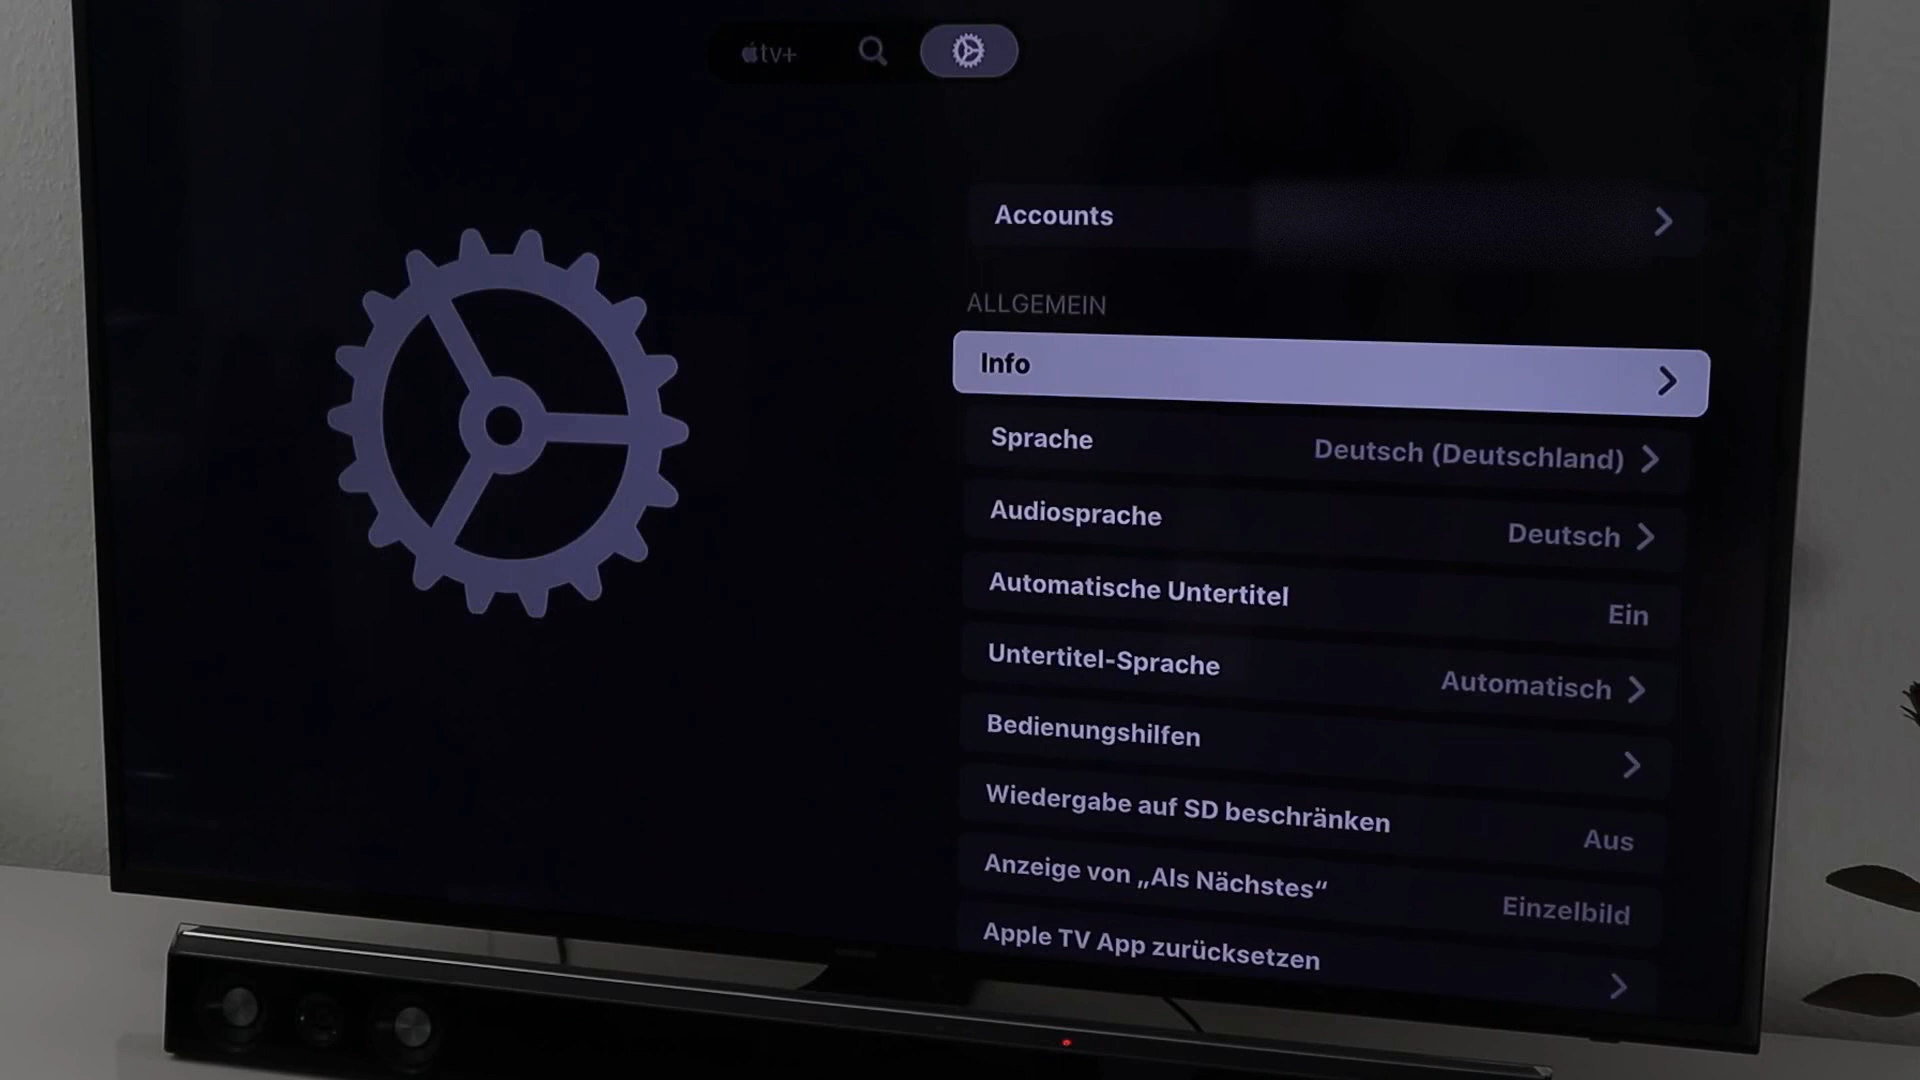 tv+
Accounts
ALLGEMEIN
Info
Sprache Deutsch (Deutschland)
Audiosprache Deutsch
Automatische Untertitel Ein
Untertitel-Sprache Automatisch
Bedienungshilfen
Wiedergabe auf SD beschränken Aus
Anzeige von „Als Nächstes“ Einzelbild
Apple TV App zurücksetzen